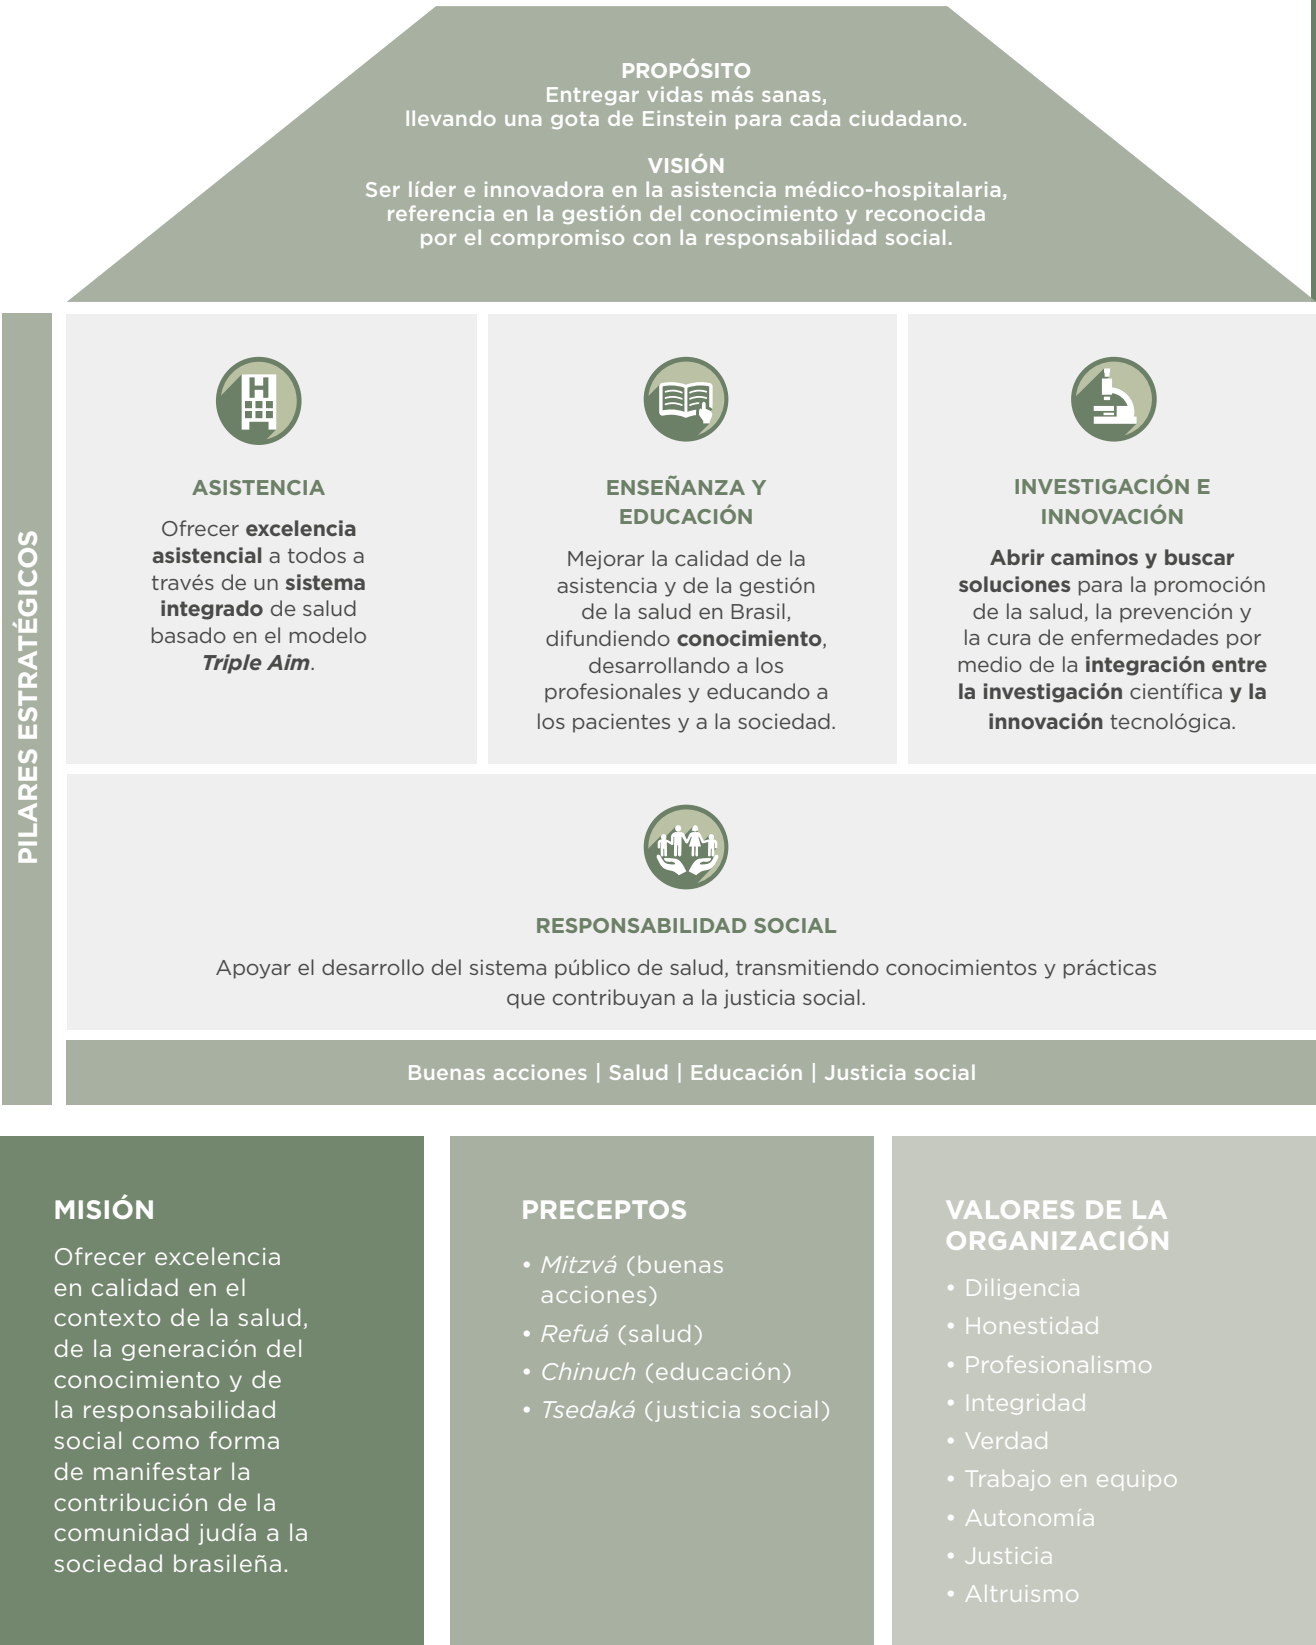 PROPÓSITO
Entregar vidas más sanas,
llevando una gota de Einstein para cada ciudadano.
VISIÓN
Ser líder e innovadora en la asistencia médico-hospitalaria,
referencia en la gestión del conocimiento y reconocida
por el compromiso con la responsabilidad social.
PILARES ESTRATÉGICOS
H
ASISTENCIA
Ofrecer excelencia
asistencial a todos a
través de un sistema
integrado de salud
basado en el modelo
Triple Aim.
ENSEÑANZA Y
EDUCACIÓN
Mejorar la calidad de la
asistencia y de la gestión
de la salud en Brasil,
difundiendo conocimiento,
desarrollando a los
profesionales y educando a
los pacientes y a la sociedad.
INVESTIGACIÓN E
INNOVACIÓN
Abrir caminos y buscar
soluciones para la promoción
de la salud, la prevención y
la cura de enfermedades por
medio de la integración entre
la investigación científica y la
innovación tecnológica.
RESPONSABILIDAD SOCIAL
Apoyar el desarrollo del sistema público de salud, transmitiendo conocimientos y prácticas
que contribuyan a la justicia social.
Buenas acciones | Salud | Educación | Justicia social
MISIÓN
Ofrecer excelencia
en calidad en el
contexto de la salud,
de la generación del
conocimiento y de
la responsabilidad
social como forma
de manifestar la
contribución de la
comunidad judía a la
sociedad brasileña.
PRECEPTOS
• Mitzvá (buenas
acciones)
• Refuá (salud)
• Chinuch (educación)
• Tsedaká (justicia social)
VALORES DE LA
ORGANIZACIÓN
• Diligencia
• Honestidad
• Profesionalismo
• Integridad
• Verdad
• Trabajo en equipo
• Autonomía
• Justicia
• Altruismo